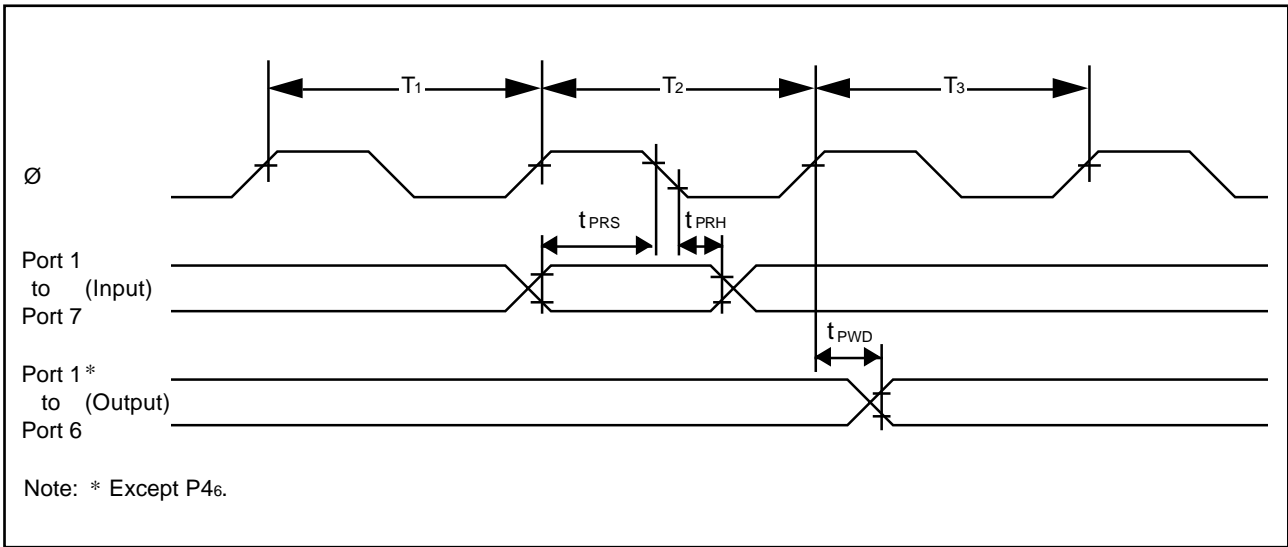 T1 T2 T3
Ø
tPRS tPRH
Port 1
to (Input)
Port 7
tPWD
Port 1*
to (Output)
Port 6
Note: * Except P46.